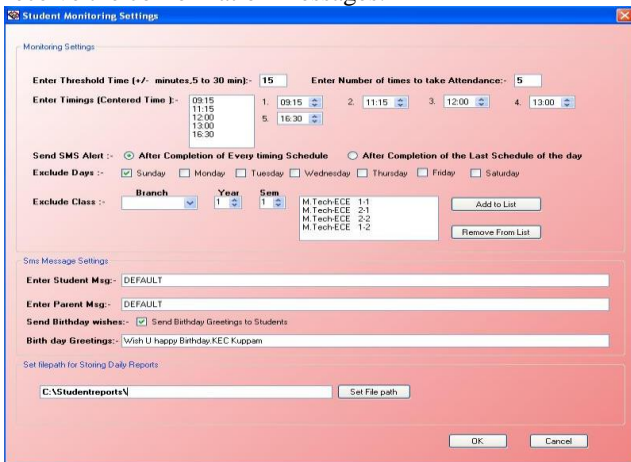 Student Monitoring Settings
Monitoring Settings
Enter Threshold Time (+/- minutes,5 to 30 min):- 15 Enter Number of times to take Attendance:- 5
Enter Timings (Centered Time ):- 09:15 1. 09:15 2. 11:15 3. 12:00 4. 13:00
11:15
12:00 5. 16:30
13:00
16:30
Send SMS Alert :- After Completion of Every timing Schedule After Completion of the Last Schedule of the day
Exclude Days :- Sunday Monday Tuesday Wednesday Thursday Friday Saturday
Branch Year Sem
Exclude Class :- 1 1 M.Tech-ECE 1-1 Add to List
M.Tech-ECE 2-1
M.Tech-ECE 2-2
M.Tech-ECE 1-2 Remove From List
Sms Message Settings
Enter Student Msg:- DEFAULT
Enter Parent Msg:- DEFAULT
Send Birthday wishes:- Send Birthday Greetings to Students
Birth day Greetings:- Wish U happy Birthday.KEC Kuppam
Set filepath for Storing Daily Reports
C:\Studentreports\ Set File path
OK Cancel